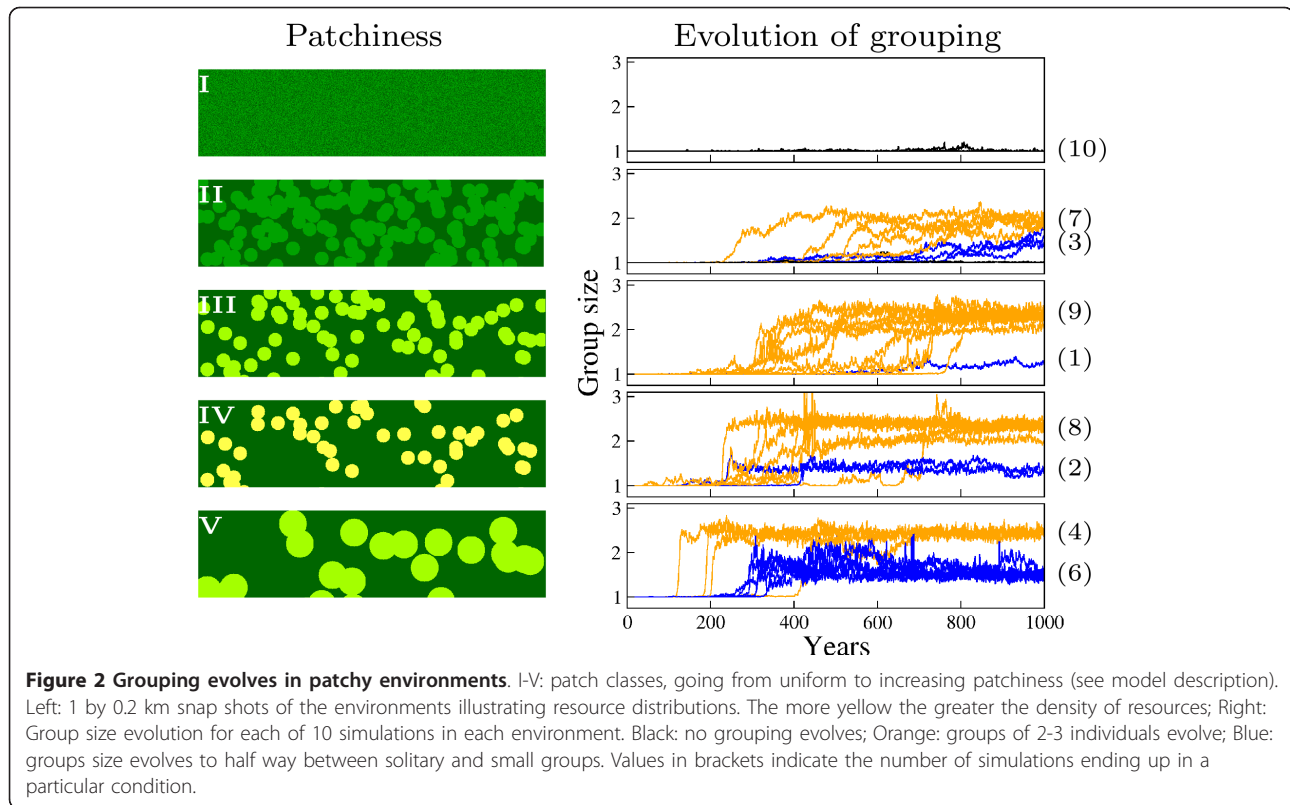 Patchiness
Evolution of grouping
I
II
III
IV
V
3
2
1
(10)
3
2
1
(7)
(3)
3
2
1
(9)
(1)
3
2
1
(8)
(2)
3
2
1
(4)
(6)
Group size
0 200 400 600 800 1000
Years
Figure 2 Grouping evolves in patchy environments. I-V: patch classes, going from uniform to increasing patchiness (see model description).
Left: 1 by 0.2 km snap shots of the environments illustrating resource distributions. The more yellow the greater the density of resources; Right:
Group size evolution for each of 10 simulations in each environment. Black: no grouping evolves; Orange: groups of 2-3 individuals evolve; Blue:
groups size evolves to half way between solitary and small groups. Values in brackets indicate the number of simulations ending up in a
particular condition.